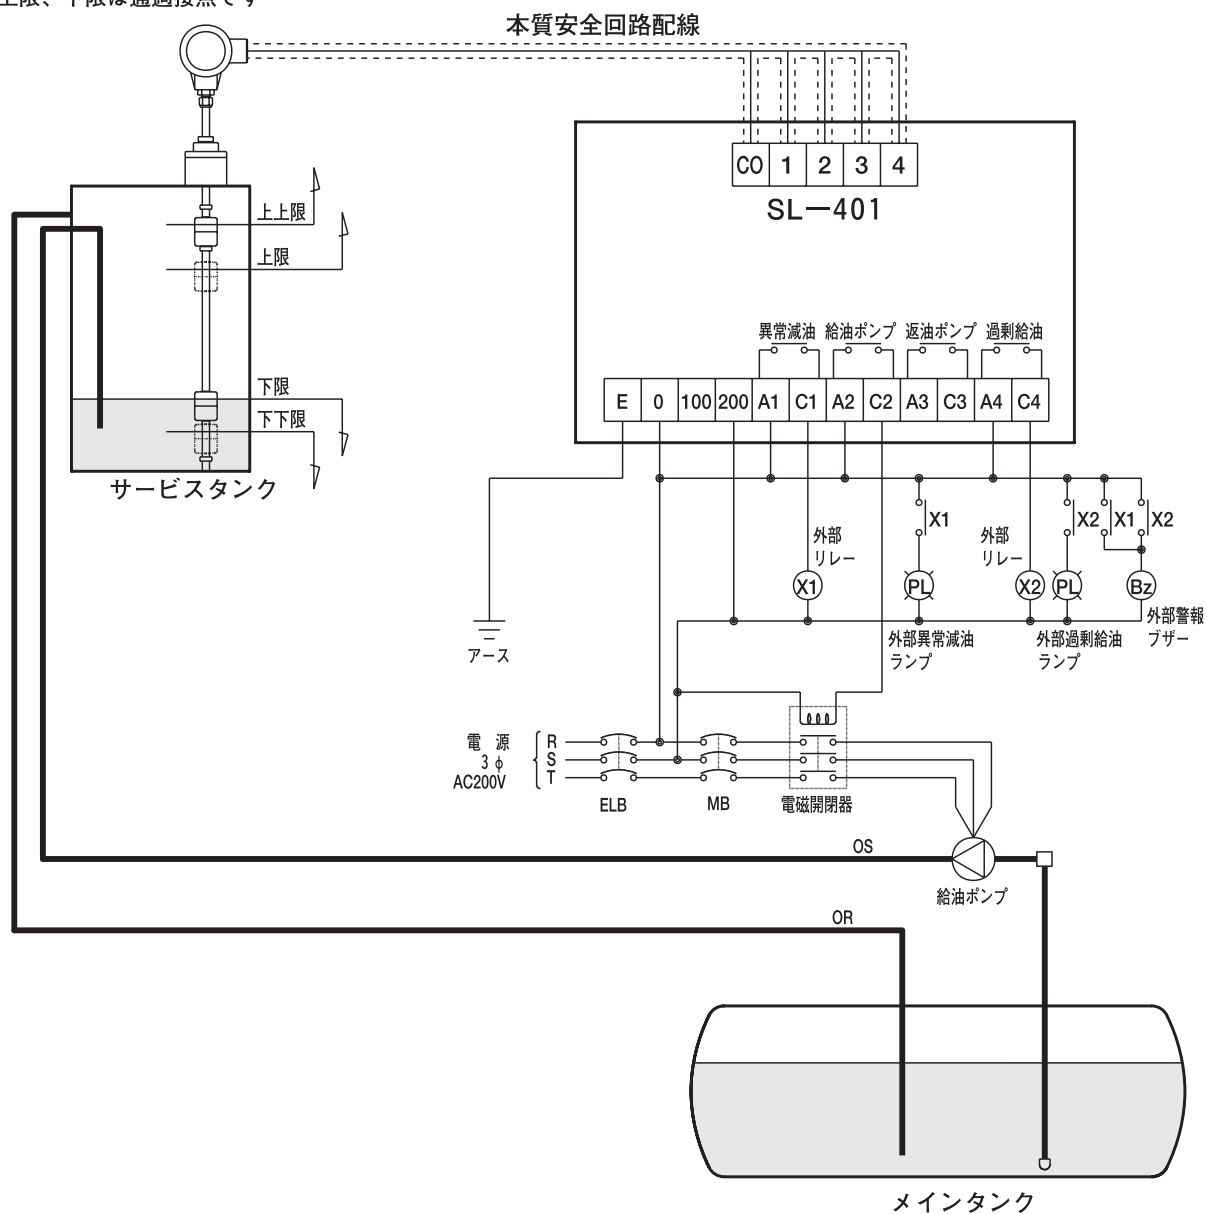 上限、下限は通過接点です
本質安全回路配線
CO 1 2 3 4
SL－401
上上限
上限
下限
下下限
サービスタンク
異常減油 給油ポンプ 返油ポンプ 過剰給油
E 0 100 200 A1 C1 A2 C2 A3 C3 A4 C4
X1 X2 X1 X2
外部
リレー
外部
リレー
X1 PL X2 PL Bz
アース
外部異常減油
ランプ
外部過剰給油
ランプ
外部警報
ブザー
電 源
3 φ
AC200V
R
S
T
ELB MB 電磁開閉器
OS
給油ポンプ
OR
メインタンク